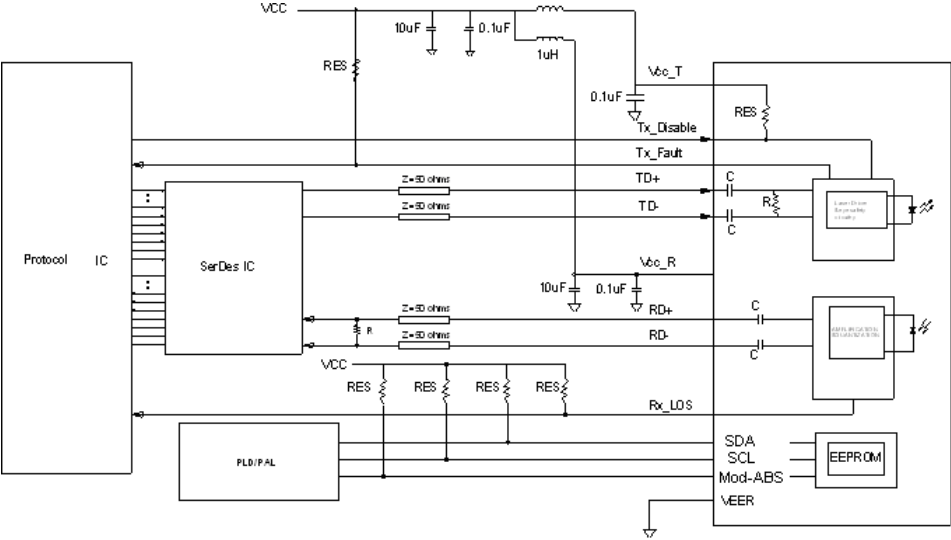 VCC
10uF
0.1uF
1uH
RES
Vcc_T
0.1uF
RES
Tx_Disable
Tx_Fault
Z=50 ohms
TD+
C
Z=50 ohms
TD-
R
C
Protocol IC
SerDes IC
Vcc_R
10uF
0.1uF
Z=50 ohms
RD+
C
R
Z=50 ohms
RD-
C
VCC
RES
RES
RES
RES
Rx_LOS
PLD/PAL
SDA
SCL
Mod-ABS
EEPROM
VEER